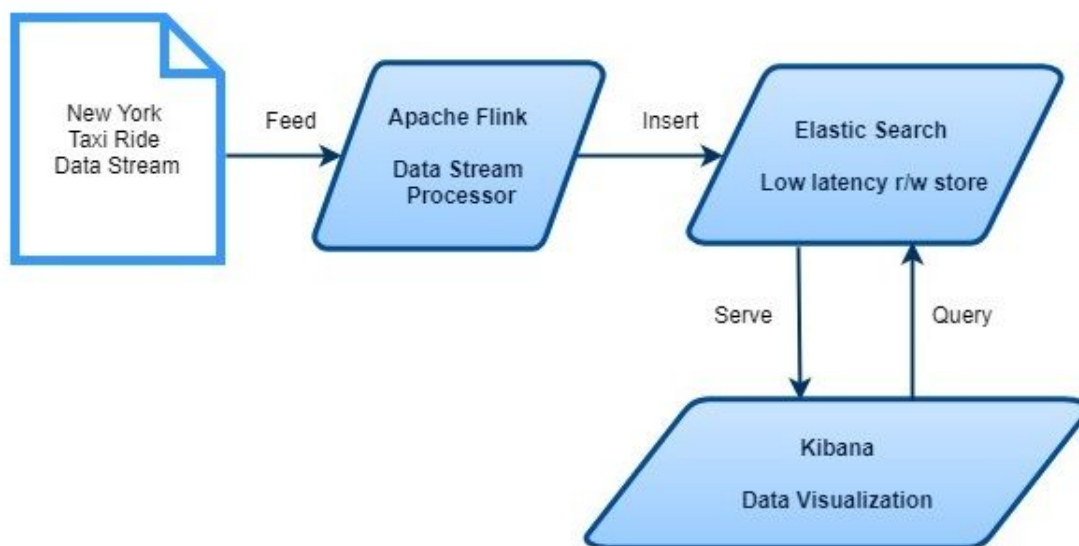 New York
Taxi Ride
Data Stream
Feed
Apache Flink
Data Stream
Processor
Insert
Elastic Search
Low latency r/w store
Serve
Query
Kibana
Data Visualization